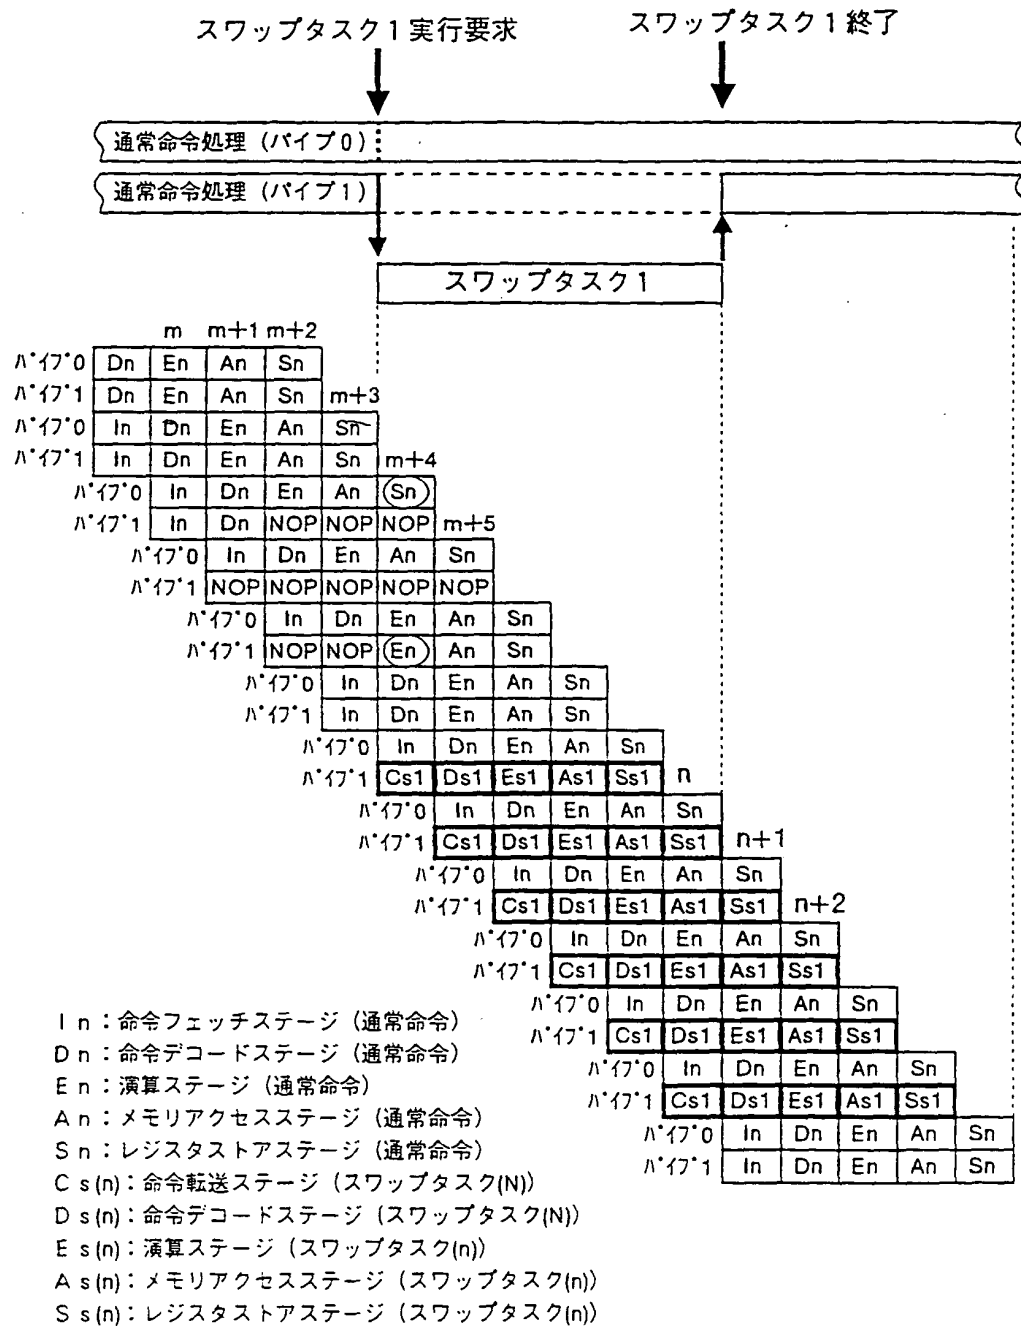 スワップタスク1実行要求
スワップタスク1終了
通常命令処理（パイプ0）
通常命令処理（パイプ1）
スワップタスク1
m m+1 m+2
パイプ0 Dn En An Sn
パイプ1 Dn En An Sn m+3
パイプ0 In Dn En An Sn
パイプ1 In Dn En An Sn m+4
パイプ0 In Dn En An Sn
パイプ1 In Dn NOP NOP NOP m+5
パイプ0 In Dn En An Sn
パイプ1 NOP NOP NOP NOP NOP
パイプ0 In Dn En An Sn
パイプ1 NOP NOP En An Sn
パイプ0 In Dn En An Sn
パイプ1 In Dn En An Sn
パイプ0 In Dn En An Sn
パイプ1 Cs1 Ds1 Es1 As1 Ss1 n
パイプ0 In Dn En An Sn
パイプ1 Cs1 Ds1 Es1 As1 Ss1 n+1
パイプ0 In Dn En An Sn
パイプ1 Cs1 Ds1 Es1 As1 Ss1 n+2
パイプ0 In Dn En An Sn
パイプ1 Cs1 Ds1 Es1 As1 Ss1
パイプ0 In Dn En An Sn
パイプ1 Cs1 Ds1 Es1 As1 Ss1
パイプ0 In Dn En An Sn
パイプ1 Cs1 Ds1 Es1 As1 Ss1
パイプ0 In Dn En An Sn
パイプ1 In Dn En An Sn
In：命令フェッチステージ（通常命令）
Dn：命令デコードステージ（通常命令）
En：演算ステージ（通常命令）
An：メモリアクセスステージ（通常命令）
Sn：レジスタストアステージ（通常命令）
Cs(n)：命令転送ステージ（スワップタスク(N)）
Ds(n)：命令デコードステージ（スワップタスク(N)）
Es(n)：演算ステージ（スワップタスク(n)）
As(n)：メモリアクセスステージ（スワップタスク(n)）
Ss(n)：レジスタストアステージ（スワップタスク(n)）